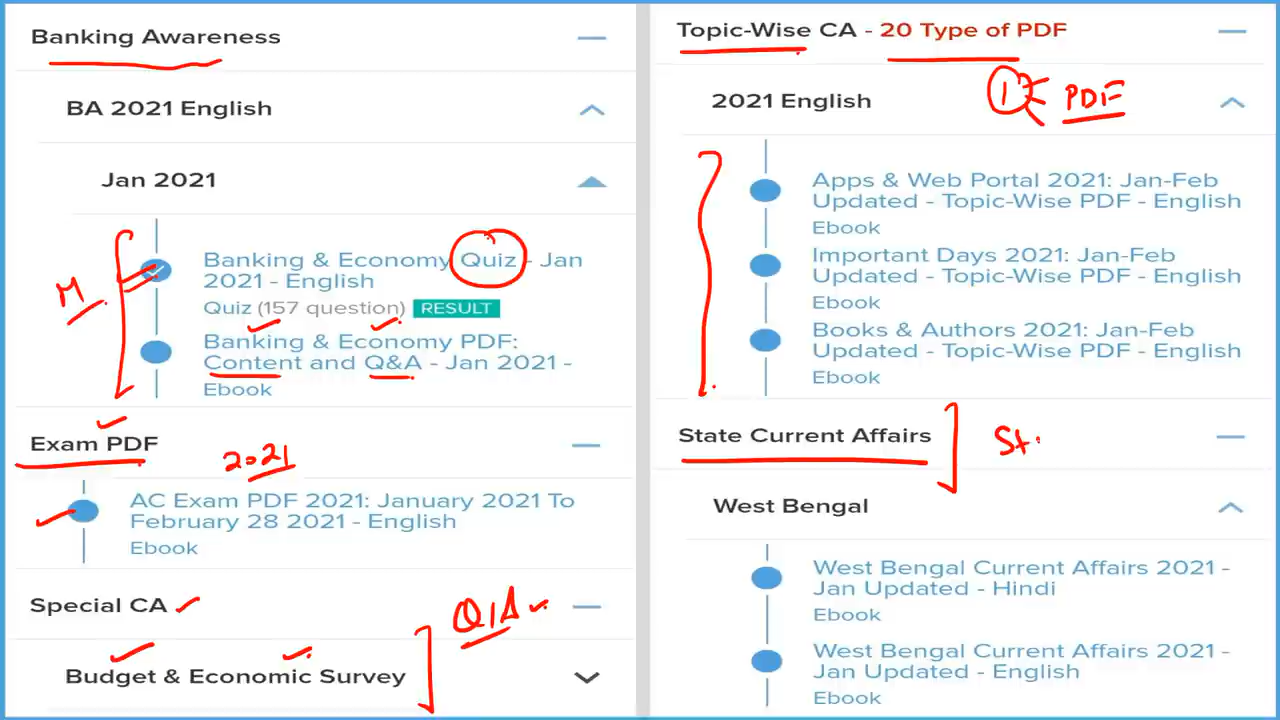 Banking Awareness
BA 2021 English
Jan 2021
M
Banking & Economy Quiz - Jan
2021 - English
Quiz (157 question) RESULT
Banking & Economy PDF:
Content and Q&A - Jan 2021 -
Ebook
Exam PDF
2021
AC Exam PDF 2021: January 2021 To
February 28 2021 - English
Ebook
Special CA
Q/A
Budget & Economic Survey
Topic-Wise CA - 20 Type of PDF
2021 English
1 PDF
Apps & Web Portal 2021: Jan-Feb
Updated - Topic-Wise PDF - English
Ebook
Important Days 2021: Jan-Feb
Updated - Topic-Wise PDF - English
Ebook
Books & Authors 2021: Jan-Feb
Updated - Topic-Wise PDF - English
Ebook
State Current Affairs
St.
West Bengal
West Bengal Current Affairs 2021 -
Jan Updated - Hindi
Ebook
West Bengal Current Affairs 2021 -
Jan Updated - English
Ebook